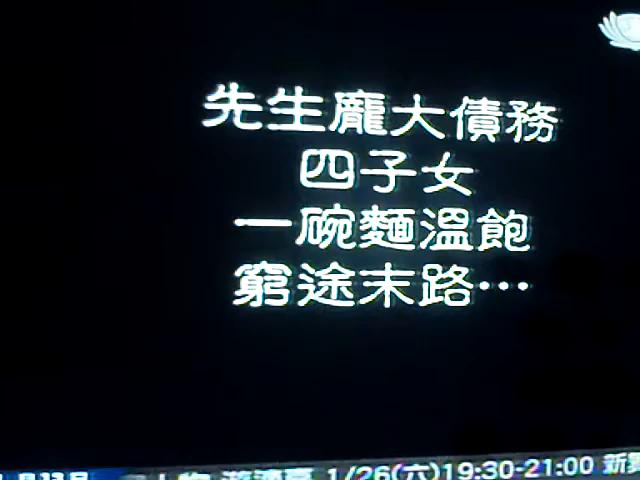 先生龐大債務
四子女
一碗麵溫飽
窮途末路…
1/26(六)19:30-21:00 新